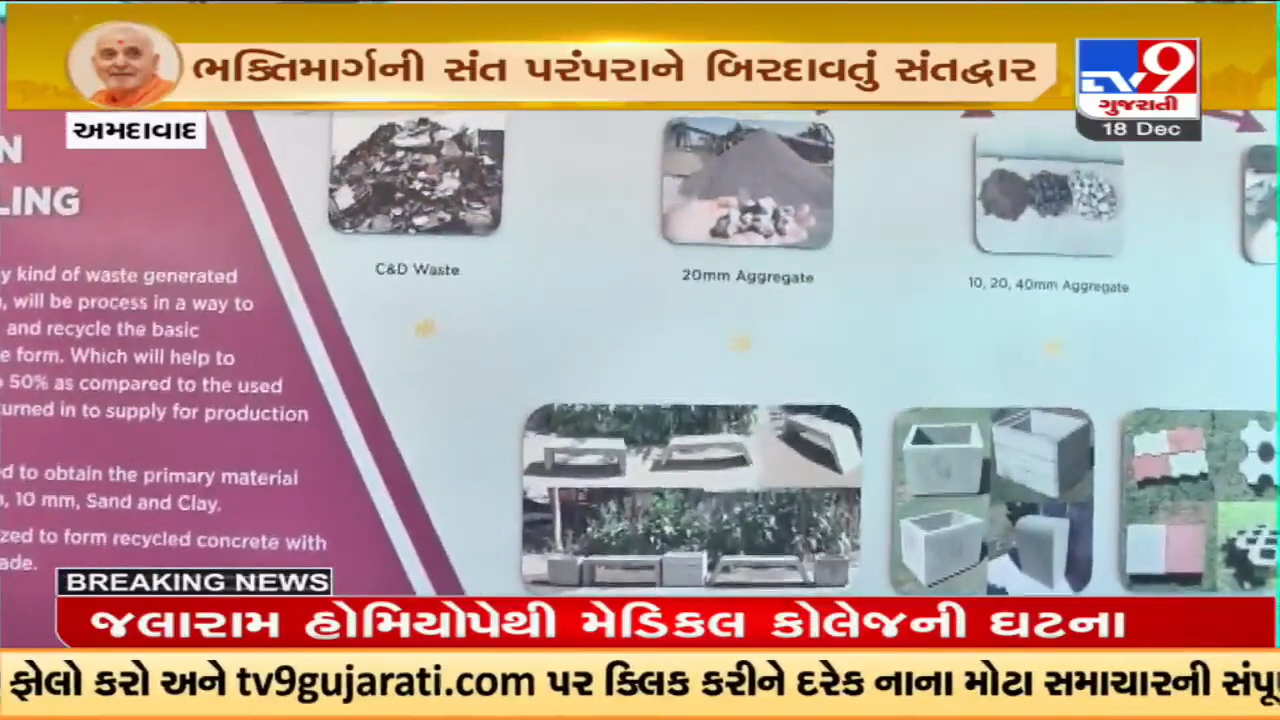 ભક્તિમાર્ગની સંત પરંપરાને બિરદાવતું સંતદ્વાર
TV9
ગુજરાતી
18 Dec
અમદાવાદ
N
LING
y kind of waste generated
, will be process in a way to
and recycle the basic
e form. Which will help to
50% as compared to the used
urned in to supply for production
d to obtain the primary material
, 10 mm, Sand and Clay.
zed to form recycled concrete with
ade.
C&D Waste
20mm Aggregate
10, 20, 40mm Aggregate
BREAKING NEWS
જલારામ હોમિયોપેથી મેડિકલ કોલેજની ઘટના
ફોલો કરો અને tv9gujarati.com પર ક્લિક કરીને દરેક નાના મોટા સમાચારની સંપૂ